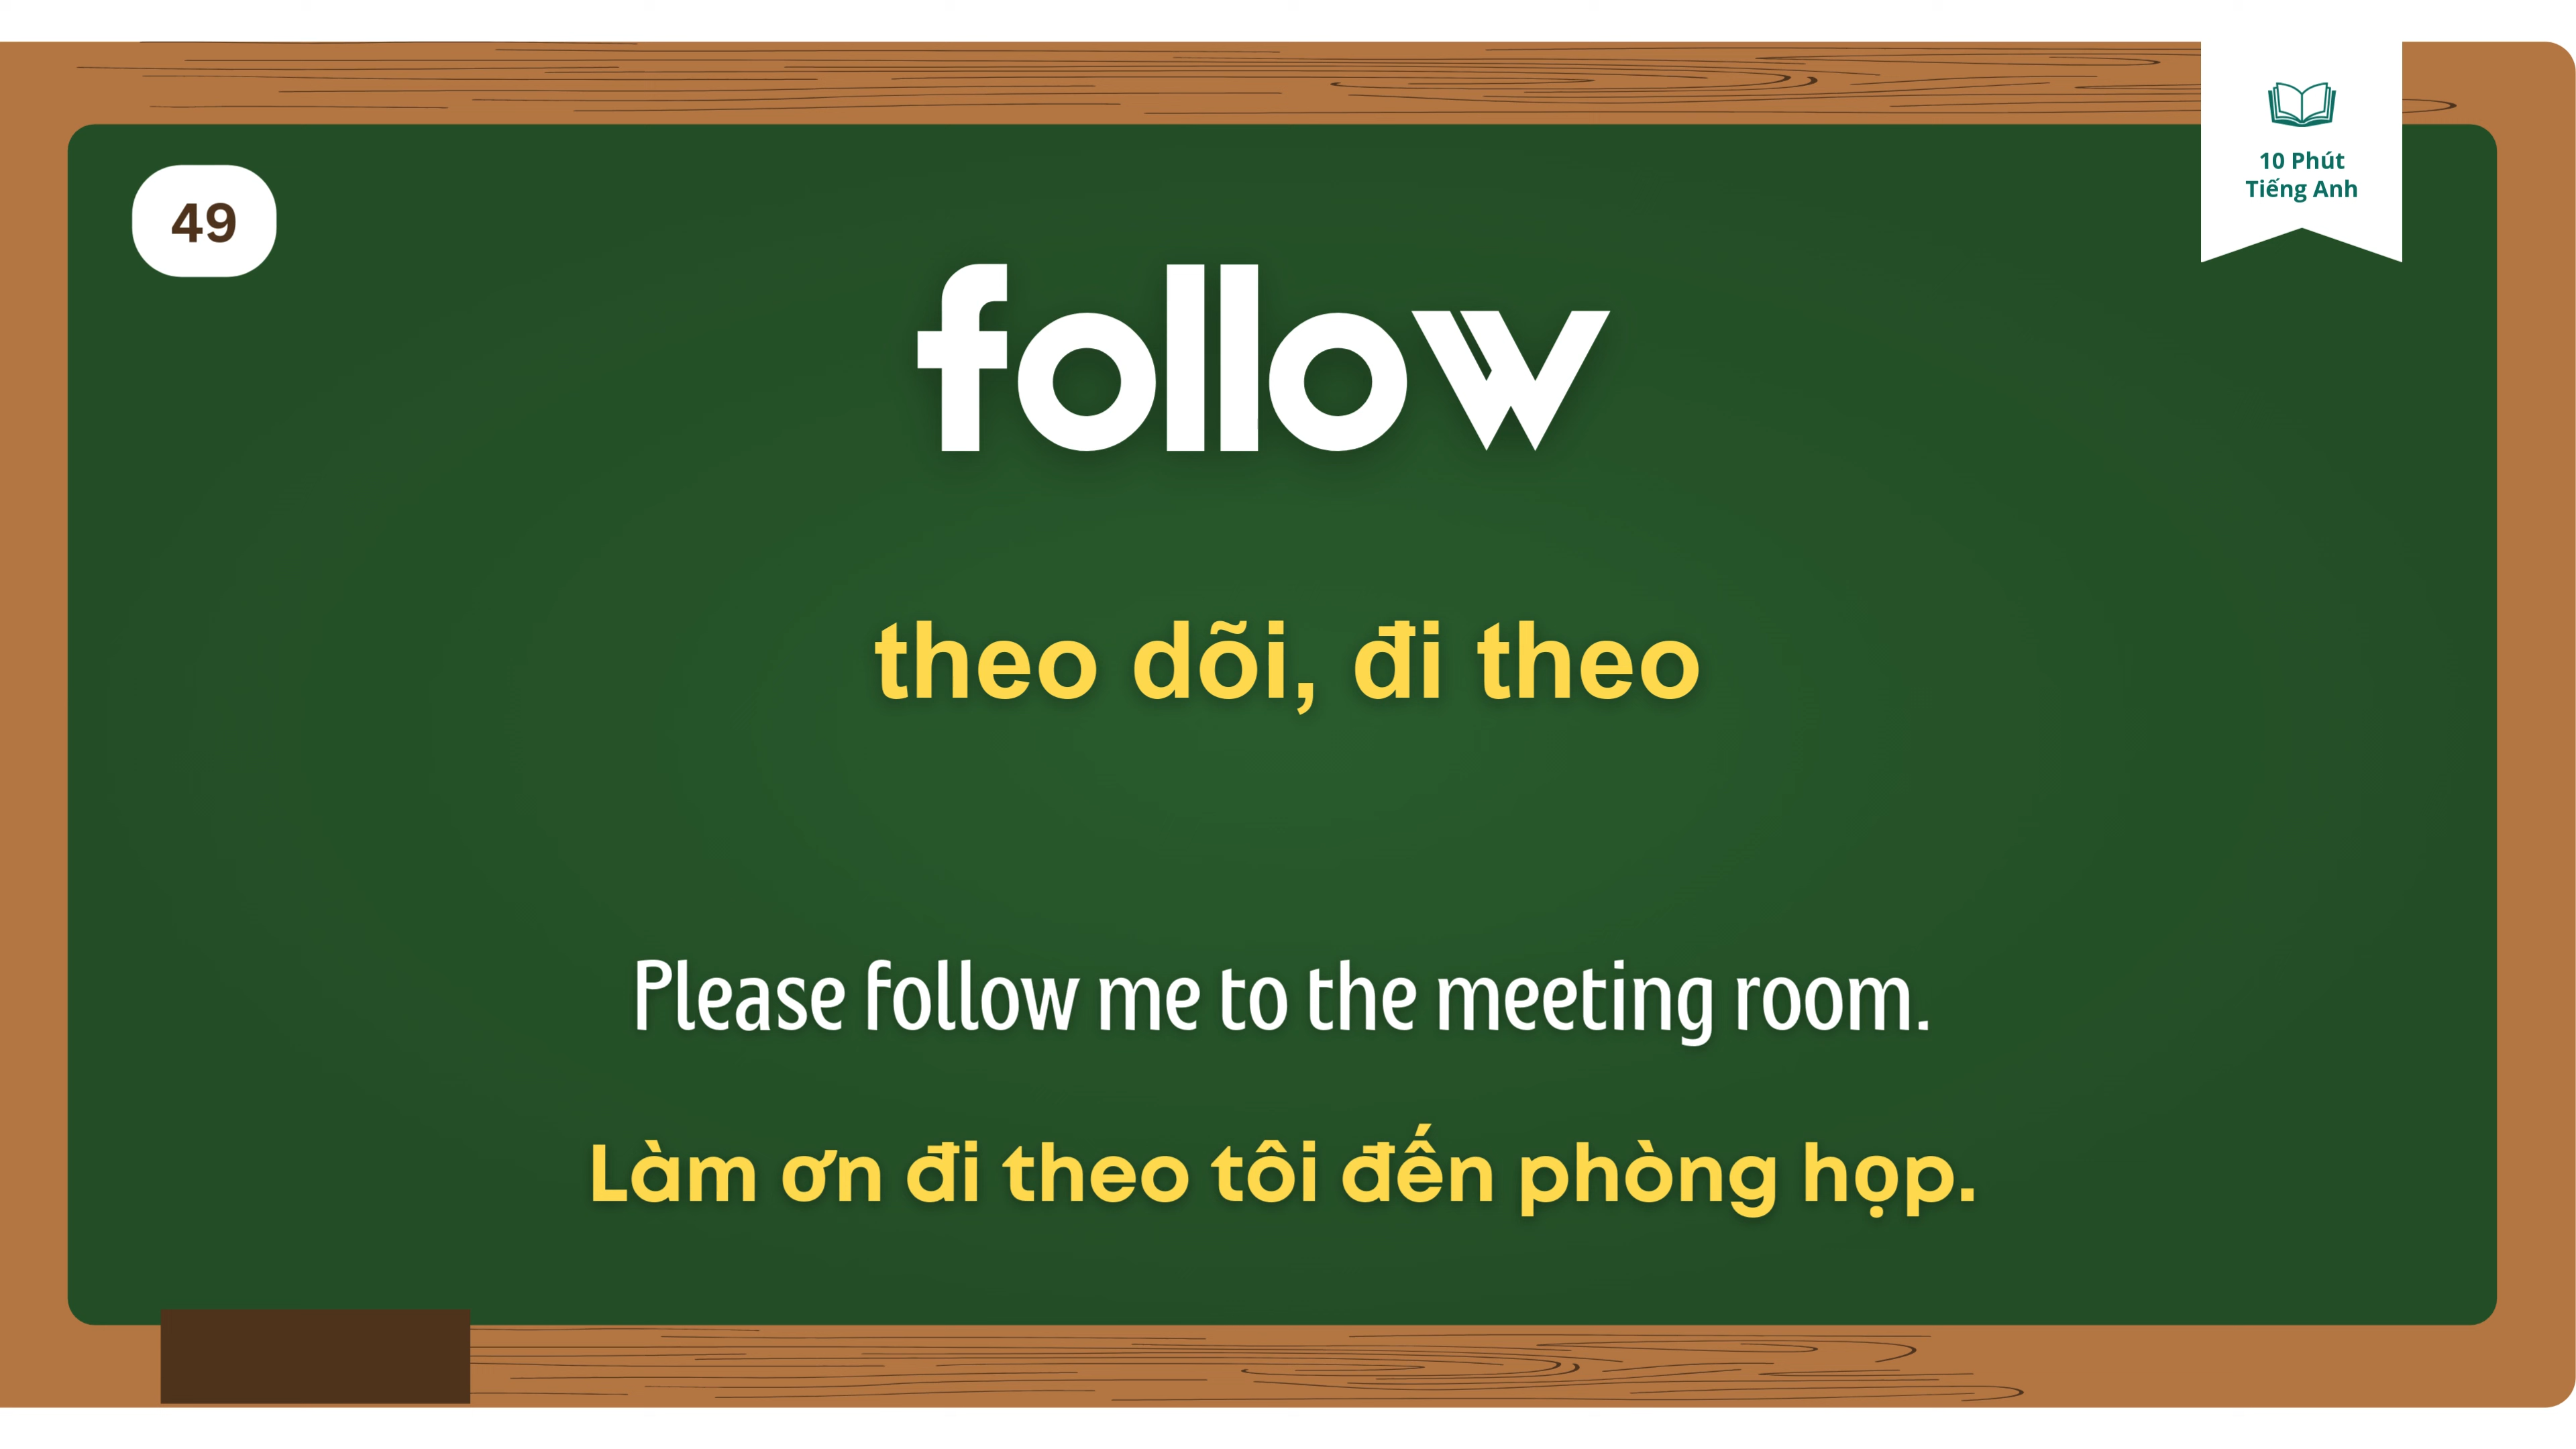 10 Phút
Tiếng Anh
49
follow
theo dõi, đi theo
Please follow me to the meeting room.
Làm ơn đi theo tôi đến phòng họp.